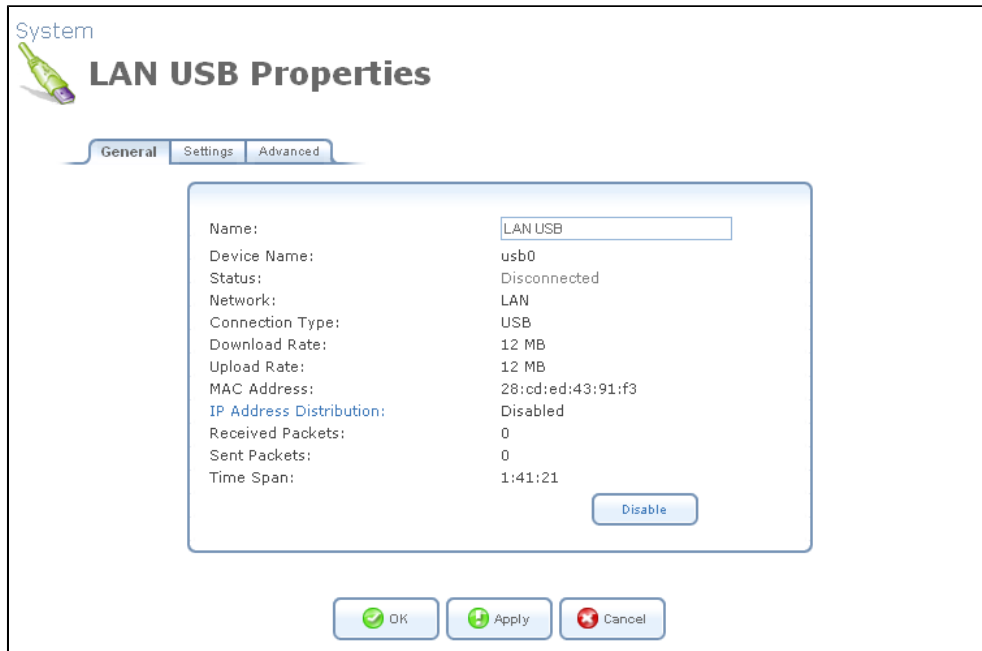 System
LAN USB Properties
General Settings Advanced
Name: LAN USB
Device Name: usb0
Status: Disconnected
Network: LAN
Connection Type: USB
Download Rate: 12 MB
Upload Rate: 12 MB
MAC Address: 28:cd:ed:43:91:f3
IP Address Distribution: Disabled
Received Packets: 0
Sent Packets: 0
Time Span: 1:41:21
Disable
OK Apply Cancel